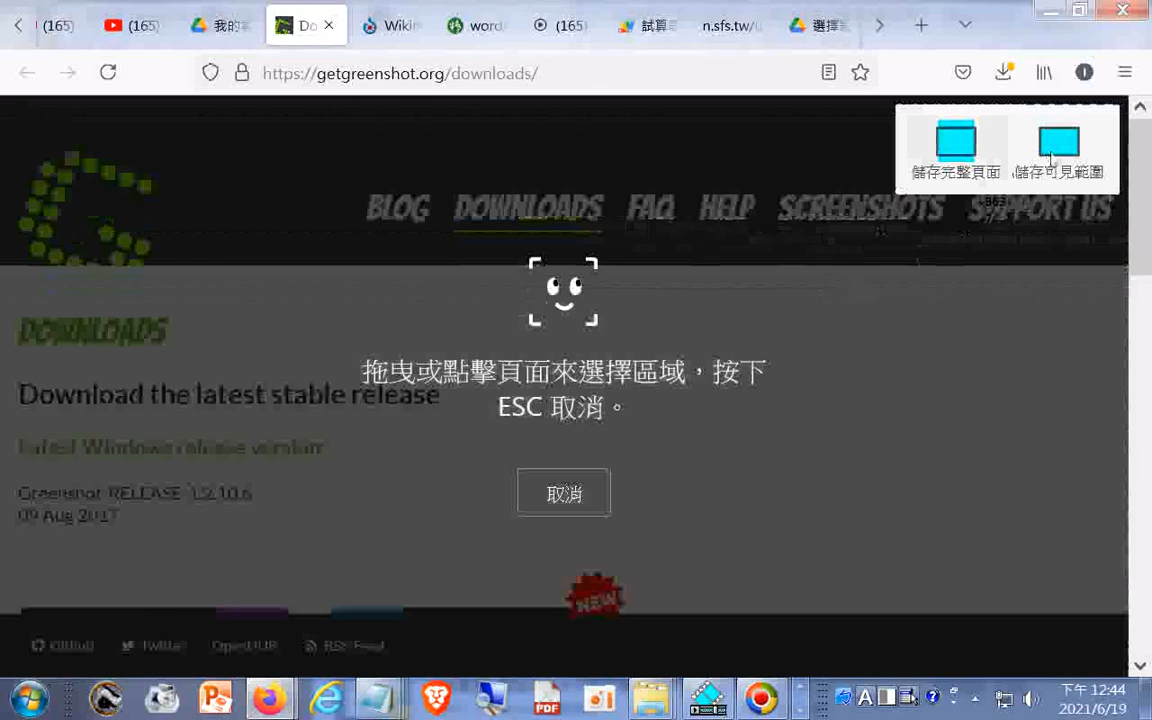 (165)
(165)
我的
Do
Wikin
word
(165)
試算
n.sfs.tw/
選擇
https://getgreenshot.org/downloads/
儲存完整頁面
儲存可見範圍
BLOG DOWNLOADS FAQ HELP SCREENSHOTS SUPPORT US
DOWNLOADS
拖曳或點擊頁面來選擇區域，按下
ESC 取消。
Download the latest stable release
Latest Windows release version
取消
Greenshot RELEASE 1.2.10.6
09 Aug 2017
NEW
GitHub
Twitter
OpenHUB
RSS Feed
PDF
A
下午 12:44
2021/6/19